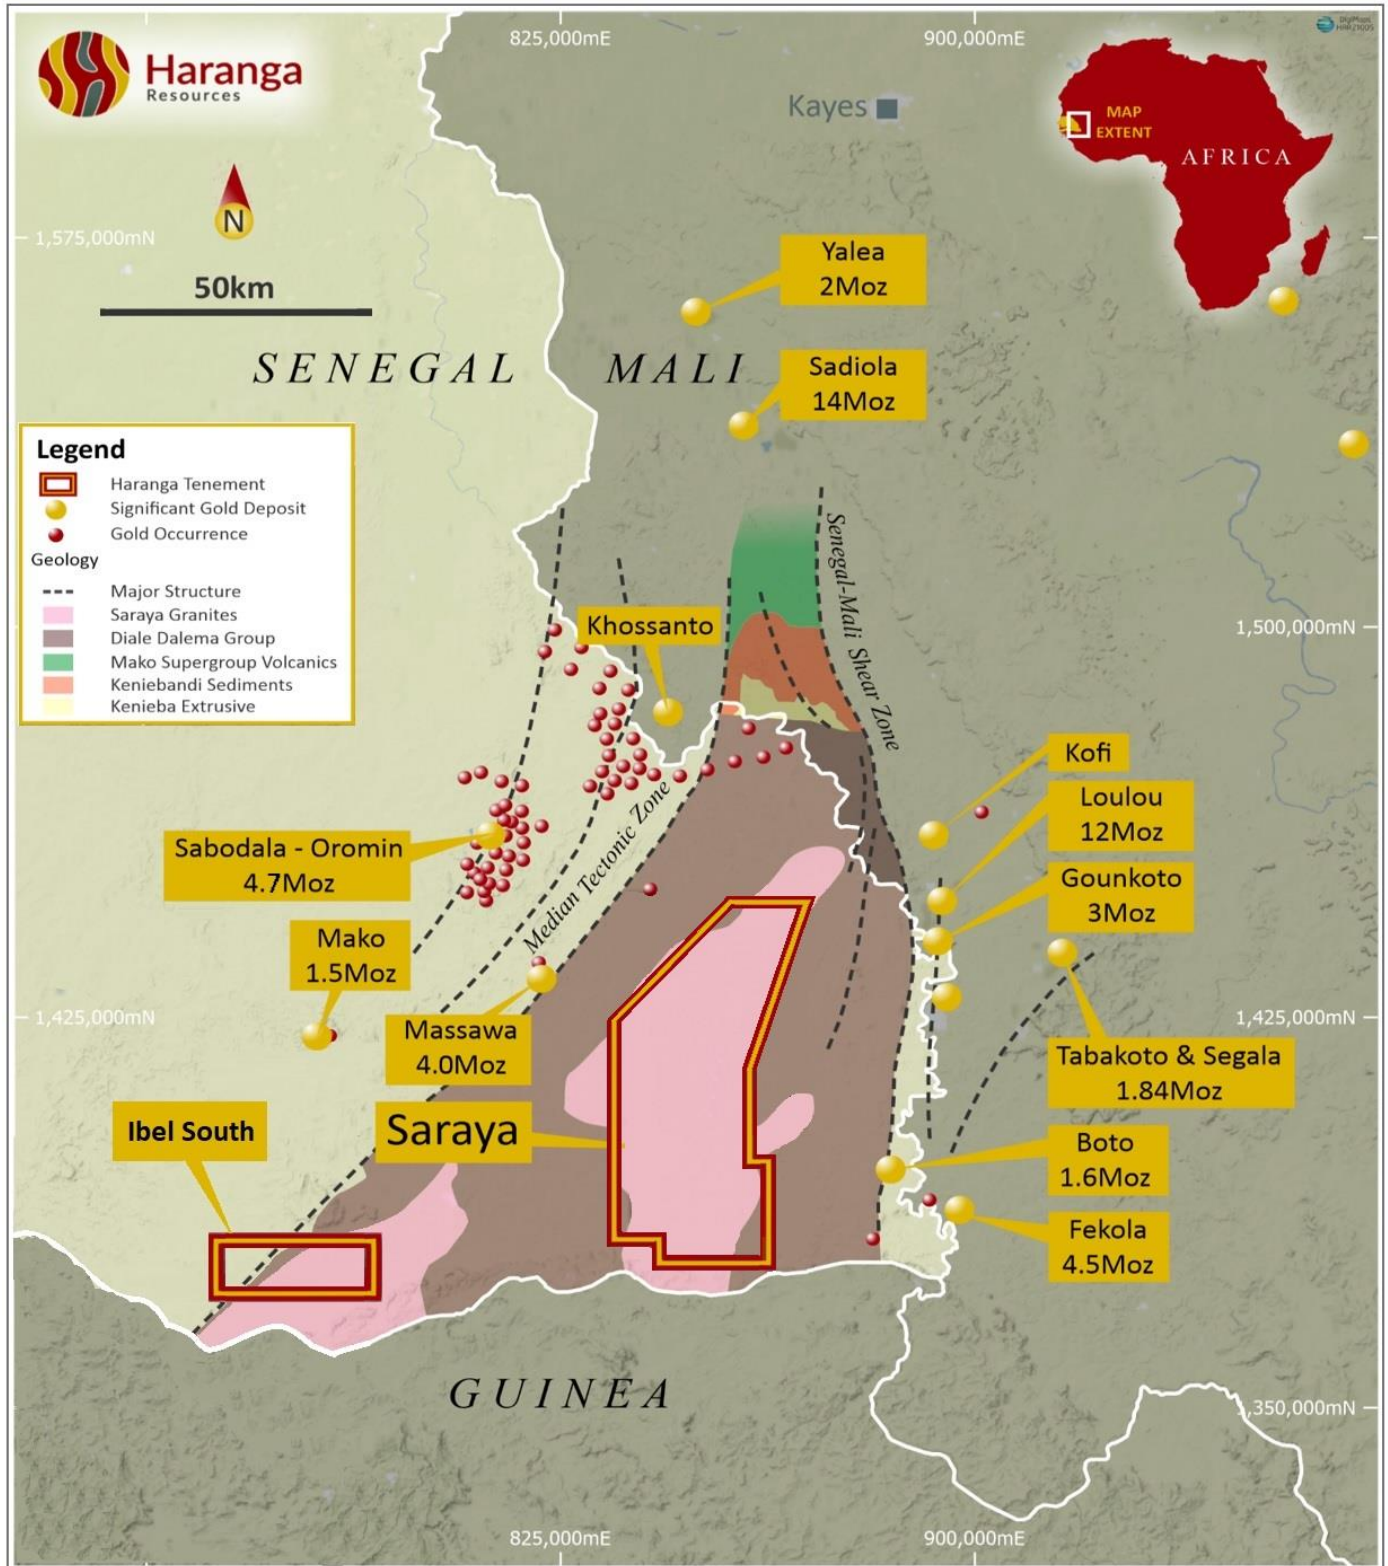 825,000mE
900,000mE
Haranga
Resources
Kayes
MAP
EXTENT
AFRICA
N
1,575,000mN
50km
Yalea
2Moz
SENEGAL
MALI
Sadiola
14Moz
Legend
Haranga Tenement
Significant Gold Deposit
Gold Occurrence
Geology
Major Structure
Saraya Granites
Diale Dalema Group
Mako Supergroup Volcanics
Keniebandi Sediments
Kenieba Extrusive
Senegal-Mali Shear Zone
Khossanto
1,500,000mN
Kofi
Loulou
12Moz
Median Tectonic Zone
Sabodala - Oromin
4.7Moz
Gounkoto
3Moz
Mako
1.5Moz
1,425,000mN
1,425,000mN
Massawa
4.0Moz
Tabakoto & Segala
1.84Moz
Ibel South
Saraya
Boto
1.6Moz
Fekola
4.5Moz
GUINEA
1,350,000mN
825,000mE
900,000mE